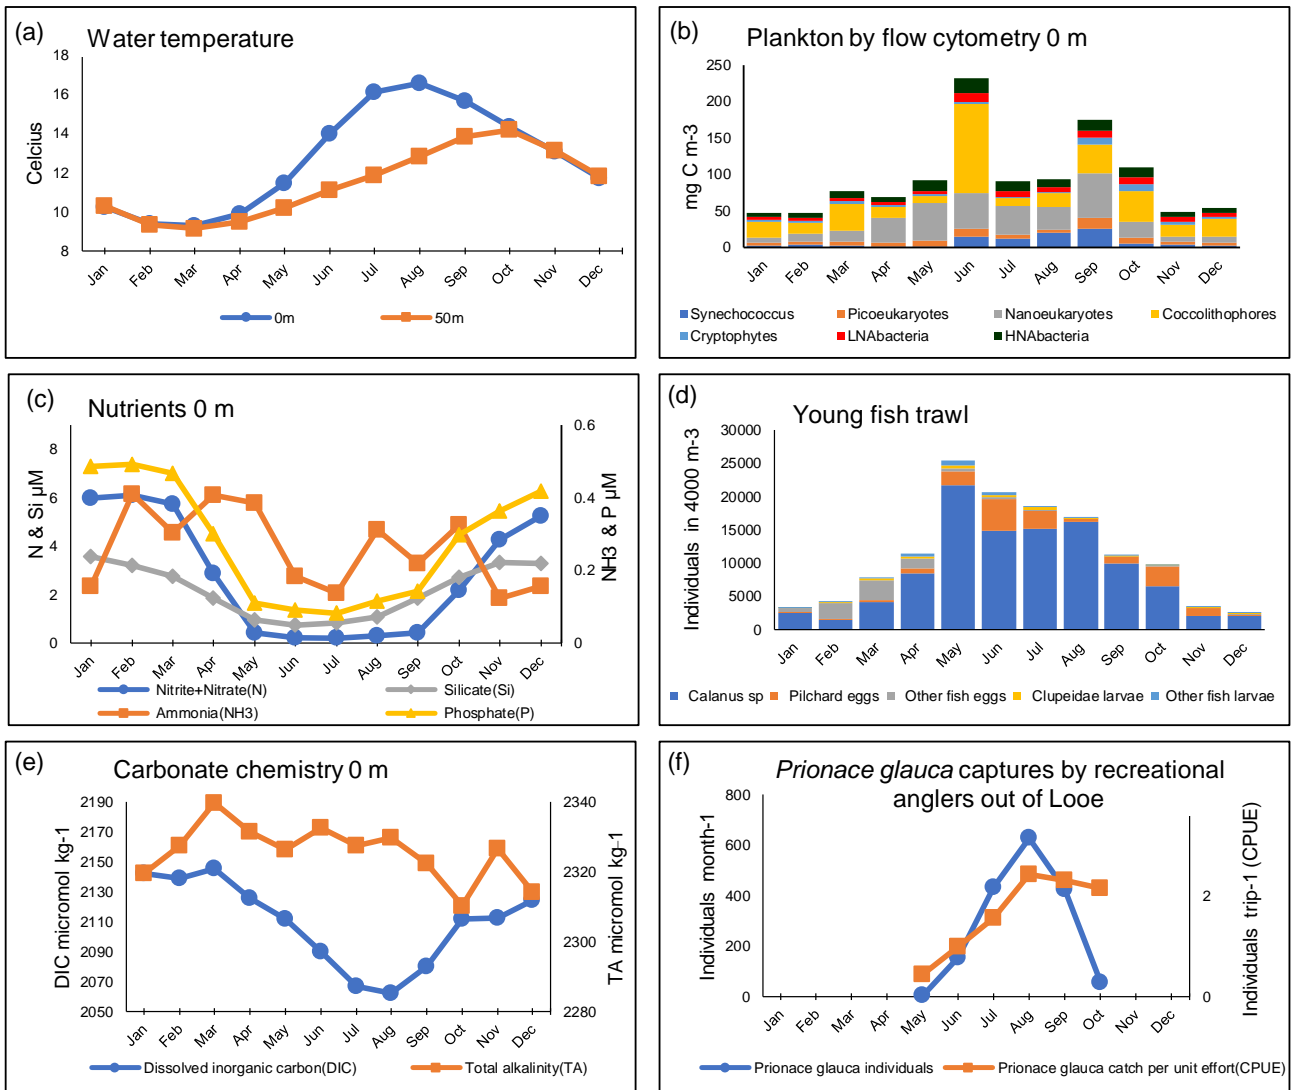 (a)
Water temperature
18
16
14
12
10
8
Celcius
Jan Feb Mar Apr May Jun Jul Aug Sep Oct Nov Dec
0m 50m
(b)
Plankton by flow cytometry 0 m
250
200
150
100
50
0
mg C m-3
Jan Feb Mar Apr May Jun Jul Aug Sep Oct Nov Dec
Synechococcus Picoeukaryotes Nanoeukaryotes Coccolithophores
Cryptophytes LNAbacteria HNAbacteria
(c)
Nutrients 0 m
8
6
4
2
0
N & Si µM
0.6
0.4
0.2
0
NH3 & P µM
Jan Feb Mar Apr May Jun Jul Aug Sep Oct Nov Dec
Nitrite+Nitrate(N) Silicate(Si)
Ammonia(NH3) Phosphate(P)
(d)
Young fish trawl
30000
25000
20000
15000
10000
5000
0
Individuals in 4000 m-3
Jan Feb Mar Apr May Jun Jul Aug Sep Oct Nov Dec
Calanus sp Pilchard eggs Other fish eggs Clupeidae larvae Other fish larvae
(e)
Carbonate chemistry 0 m
2190
2170
2150
2130
2110
2090
2070
2050
DIC micromol kg-1
2340
2320
2300
2280
TA micromol kg-1
Jan Feb Mar Apr May Jun Jul Aug Sep Oct Nov Dec
Dissolved inorganic carbon(DIC) Total alkalinity(TA)
(f)
Prionace glauca captures by recreational
anglers out of Looe
800
600
400
200
0
Individuals month-1
2
0
Individuals trip-1 (CPUE)
Jan Feb Mar Apr May Jun Jul Aug Sep Oct Nov Dec
Prionace glauca individuals Prionace glauca catch per unit effort(CPUE)